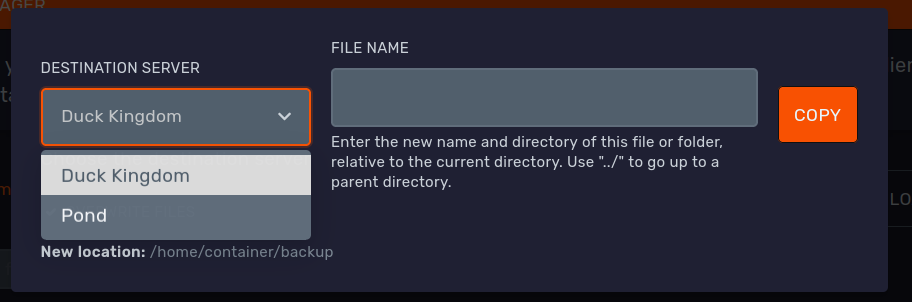 AGER
DESTINATION SERVER
Duck Kingdom
Duck Kingdom
Pond
FILE NAME
Enter the new name and directory of this file or folder,
relative to the current directory. Use "../" to go up to a
parent directory.
COPY
New location: /home/container/backup